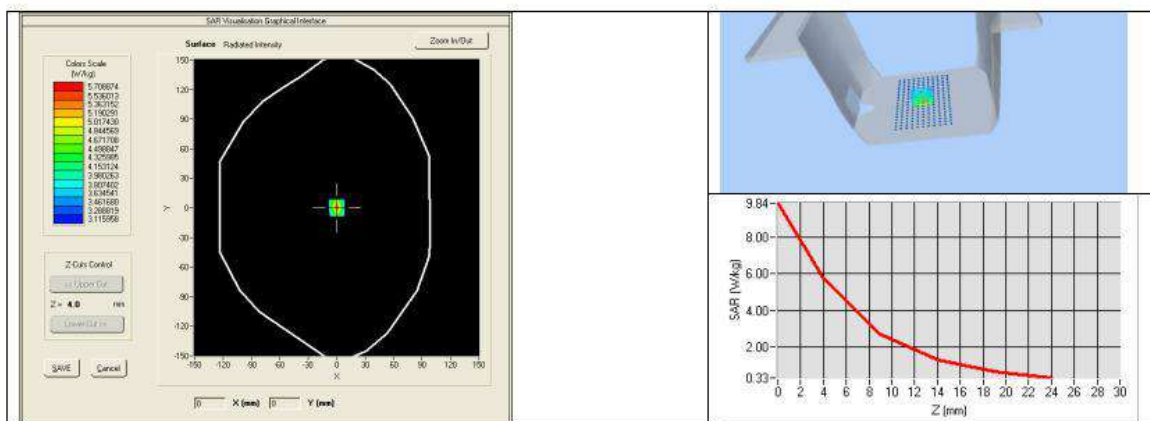 SAR Visualisation Graphical Interface
Surface Radiated Intensity
Zoom In/Out
Colors Scale
(W/kg)
5.708874
5.536013
5.363152
5.190291
5.017430
4.844569
4.671708
4.498847
4.325985
4.153124
3.980263
3.807402
3.634541
3.461680
3.288819
3.115958
Z-Cuts Control
<< Upper Cut
Z = 4.0 mm
Lower Cut >>
SAVE Cancel
150
120
90
60
30
0
-30
-60
-90
-120
-150
Y
-150 -120 -90 -60 -30 0 30 60 90 120 150
X
0 X (mm) 0 Y (mm)
9.84
8.00
6.00
4.00
2.00
0.33
SAR (W/kg)
0 2 4 6 8 10 12 14 16 18 20 22 24 26 28 30
Z (mm)